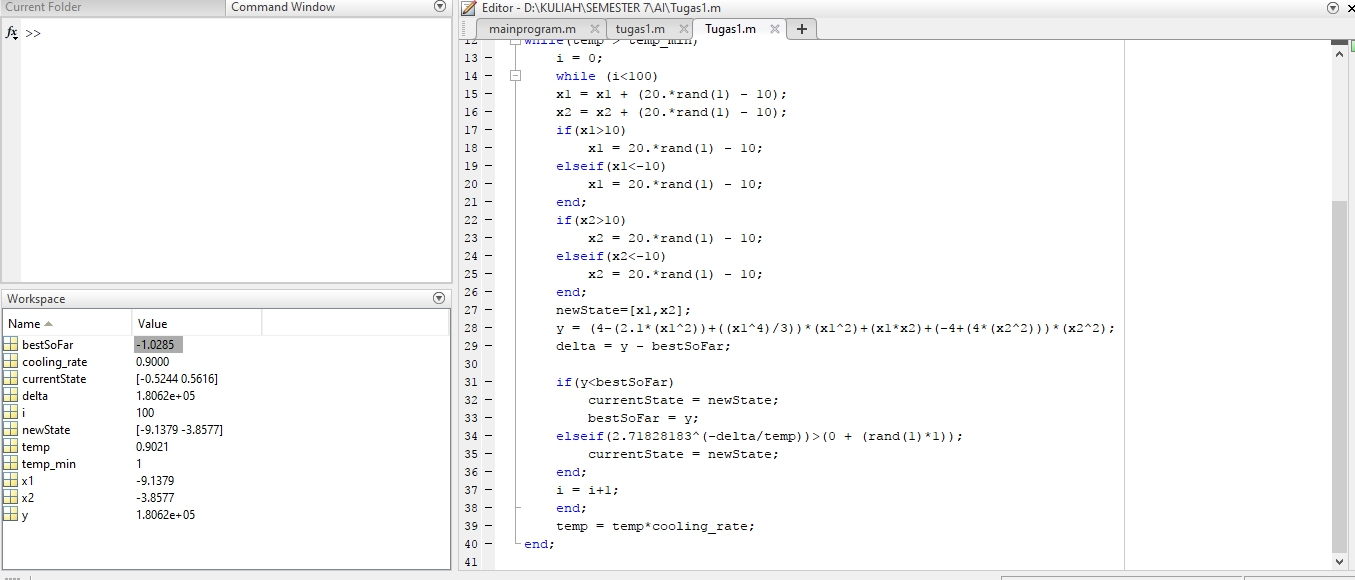 Current Folder
Command Window
fx >>
Workspace
Name Value
bestSoFar -1.0285
cooling_rate 0.9000
currentState [-0.5244 0.5616]
delta 1.8062e+05
i 100
newState [-9.1379 -3.8577]
temp 0.9021
temp_min 1
x1 -9.1379
x2 -3.8577
y 1.8062e+05
Editor - D:\KULIAH\SEMESTER 7\AI\Tugas1.m
mainprogram.m tugas1.m Tugas1.m
12 while(temp > temp_min)
13 i = 0;
14 while (i<100)
15 x1 = x1 + (20.*rand(1) - 10);
16 x2 = x2 + (20.*rand(1) - 10);
17 if(x1>10)
18 x1 = 20.*rand(1) - 10;
19 elseif(x1<-10)
20 x1 = 20.*rand(1) - 10;
21 end;
22 if(x2>10)
23 x2 = 20.*rand(1) - 10;
24 elseif(x2<-10)
25 x2 = 20.*rand(1) - 10;
26 end;
27 newState=[x1,x2];
28 y = (4-(2.1*(x1^2))+((x1^4)/3))*(x1^2)+(x1*x2)+(-4+(4*(x2^2)))*(x2^2);
29 delta = y - bestSoFar;
30
31 if(y<bestSoFar)
32 currentState = newState;
33 bestSoFar = y;
34 elseif(2.71828183^(-delta/temp))>(0 + (rand(1)*1));
35 currentState = newState;
36 end;
37 i = i+1;
38 end;
39 temp = temp*cooling_rate;
40 end;
41